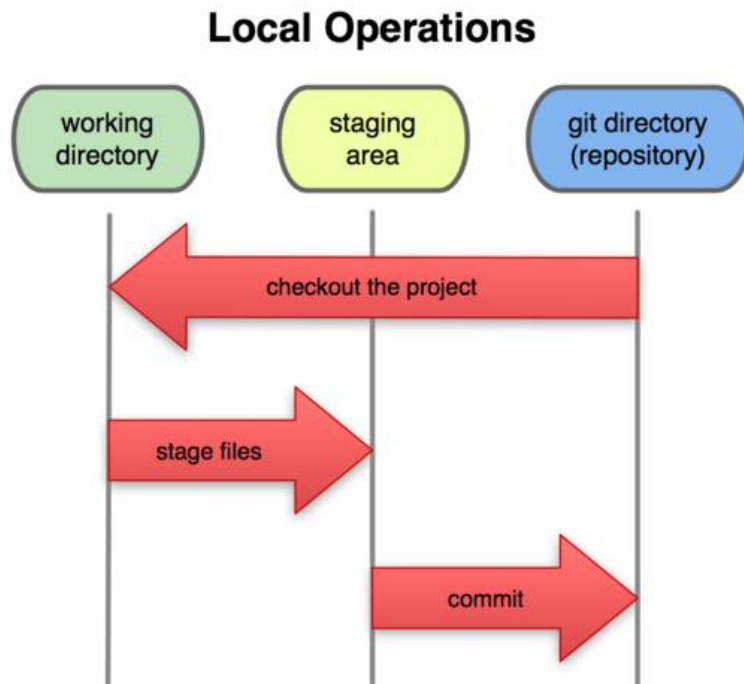 Local Operations
working
directory
staging
area
git directory
(repository)
checkout the project
stage files
commit